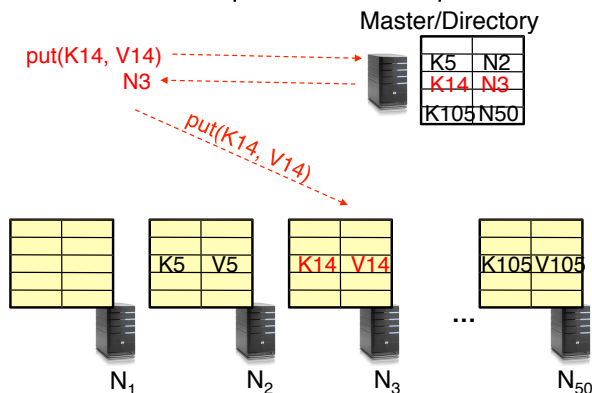 Master/Directory
put(K14, V14)
N3
K5 N2
K14 N3
K105 N50
put(K14, V14)
K5 V5
K14 V14
K105 V105
...
N1
N2
N3
N50